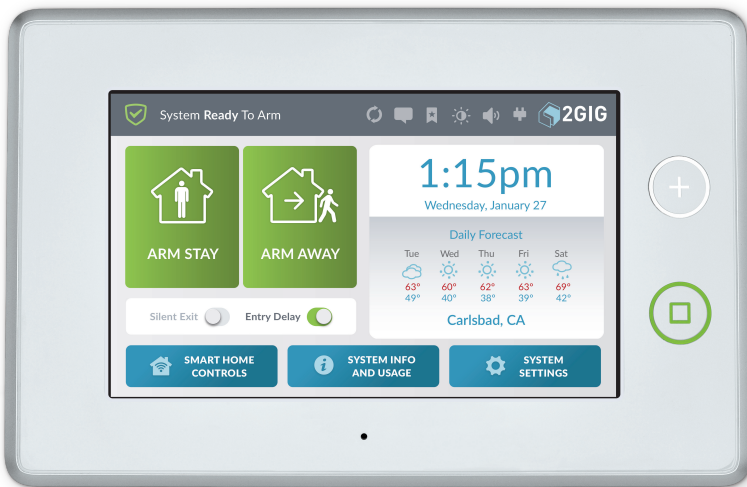 System Ready To Arm
2GIG
ARM STAY
ARM AWAY
Silent Exit
Entry Delay
1:15pm
Wednesday, January 27
Daily Forecast
Tue Wed Thu Fri Sat
63° 60° 62° 63° 69°
49° 40° 38° 39° 42°
Carlsbad, CA
SMART HOME
CONTROLS
SYSTEM INFO
AND USAGE
SYSTEM
SETTINGS